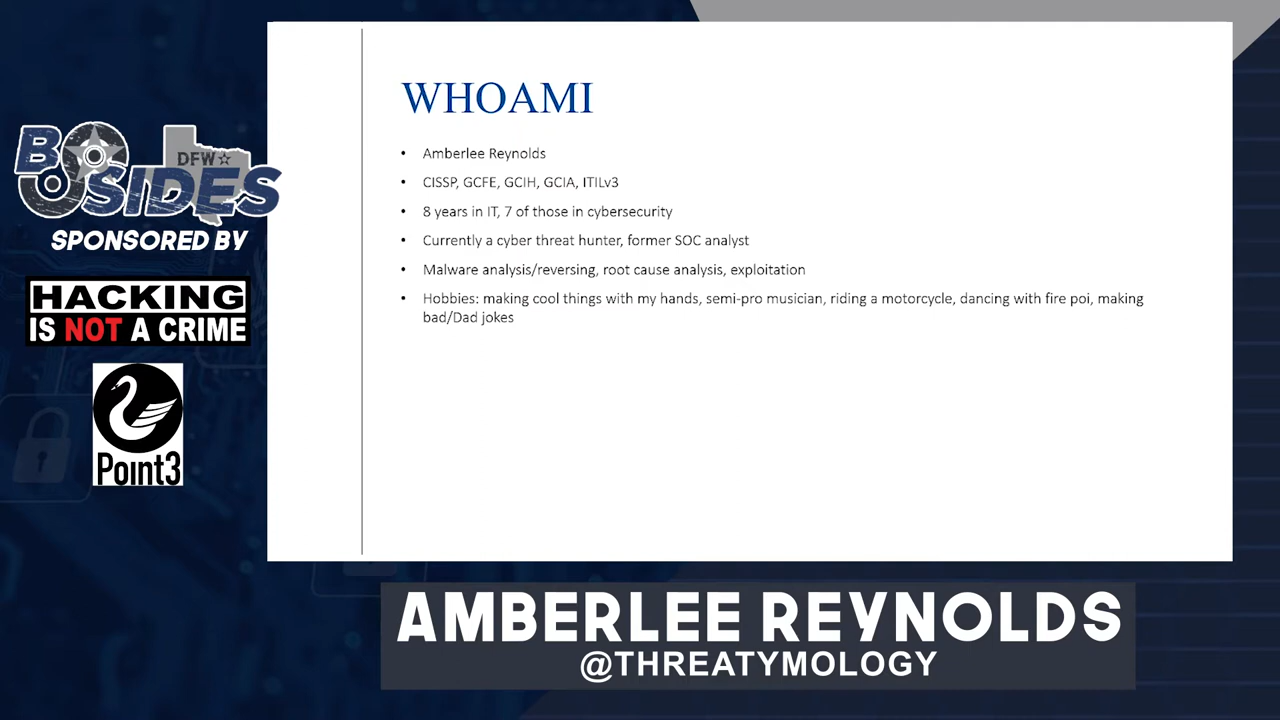 WHOAMI
• Amberlee Reynolds
• CISSP, GCFE, GCIH, GCIA, ITILv3
• 8 years in IT, 7 of those in cybersecurity
• Currently a cyber threat hunter, former SOC analyst
• Malware analysis/reversing, root cause analysis, exploitation
• Hobbies: making cool things with my hands, semi-pro musician, riding a motorcycle, dancing with fire poi, making
bad/Dad jokes
BSIDES
DFW
SPONSORED BY
HACKING
IS NOT A CRIME
Point3
AMBERLEE REYNOLDS
@THREATYMOLOGY